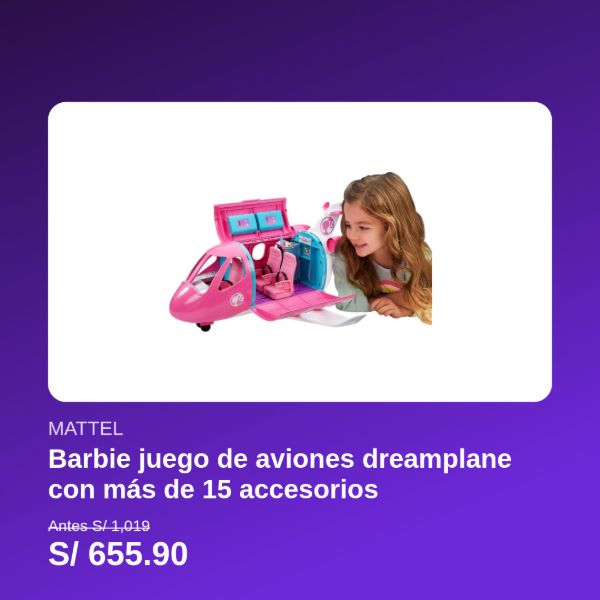 MATTEL
Barbie juego de aviones dreamplane
con más de 15 accesorios
Antes S/ 1,019
S/ 655.90